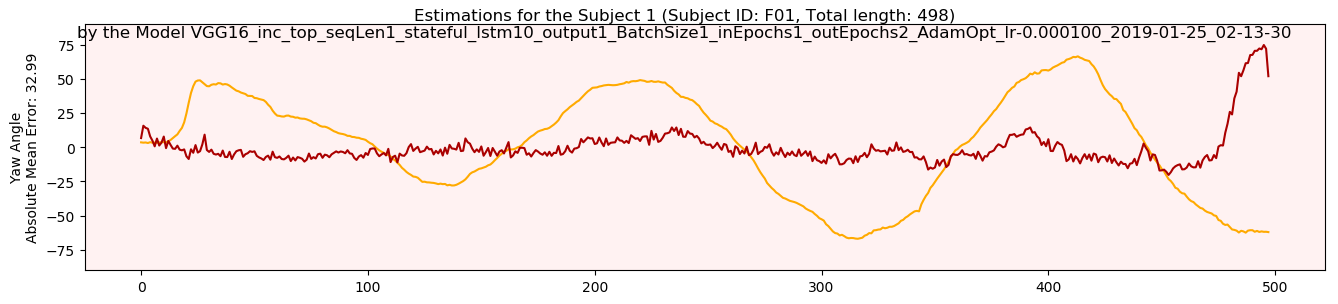 Estimations for the Subject 1 (Subject ID: F01, Total length: 498)
by the Model VGG16_inc_top_seqLen1_stateful_lstm10_output1_BatchSize1_inEpochs1_outEpochs2_AdamOpt_lr-0.000100_2019-01-25_02-13-30
Yaw Angle
Absolute Mean Error: 32.99
75
50
25
0
−25
−50
−75
0 100 200 300 400 500